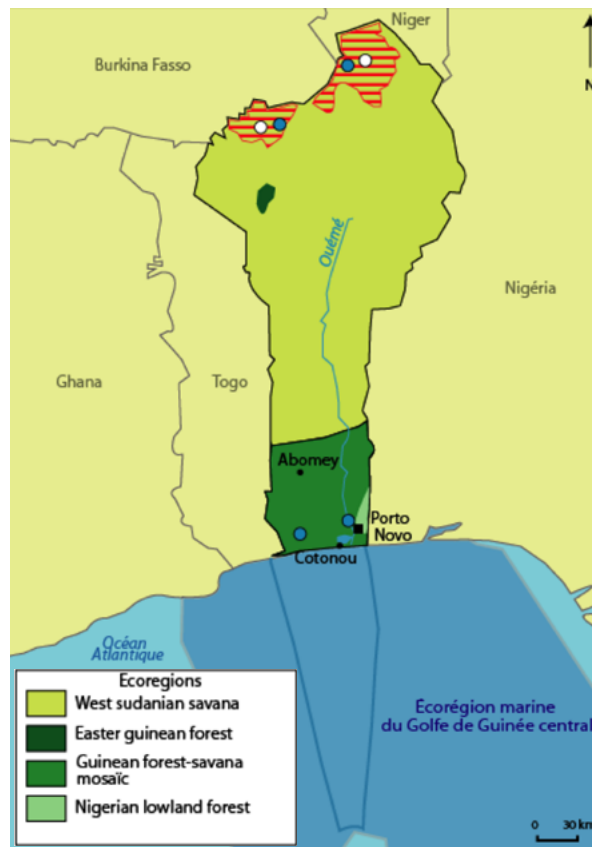 Niger
Burkina Fasso
N
Ouémé
Nigéria
Ghana
Togo
Abomey
Porto
Novo
Cotonou
Océan
Atlantique
Écorégion marine
du Golfe de Guinée central
Ecoregions
West sudanian savana
Easter guinean forest
Guinean forest-savana
mosaïc
Nigerian lowland forest
0 30 km